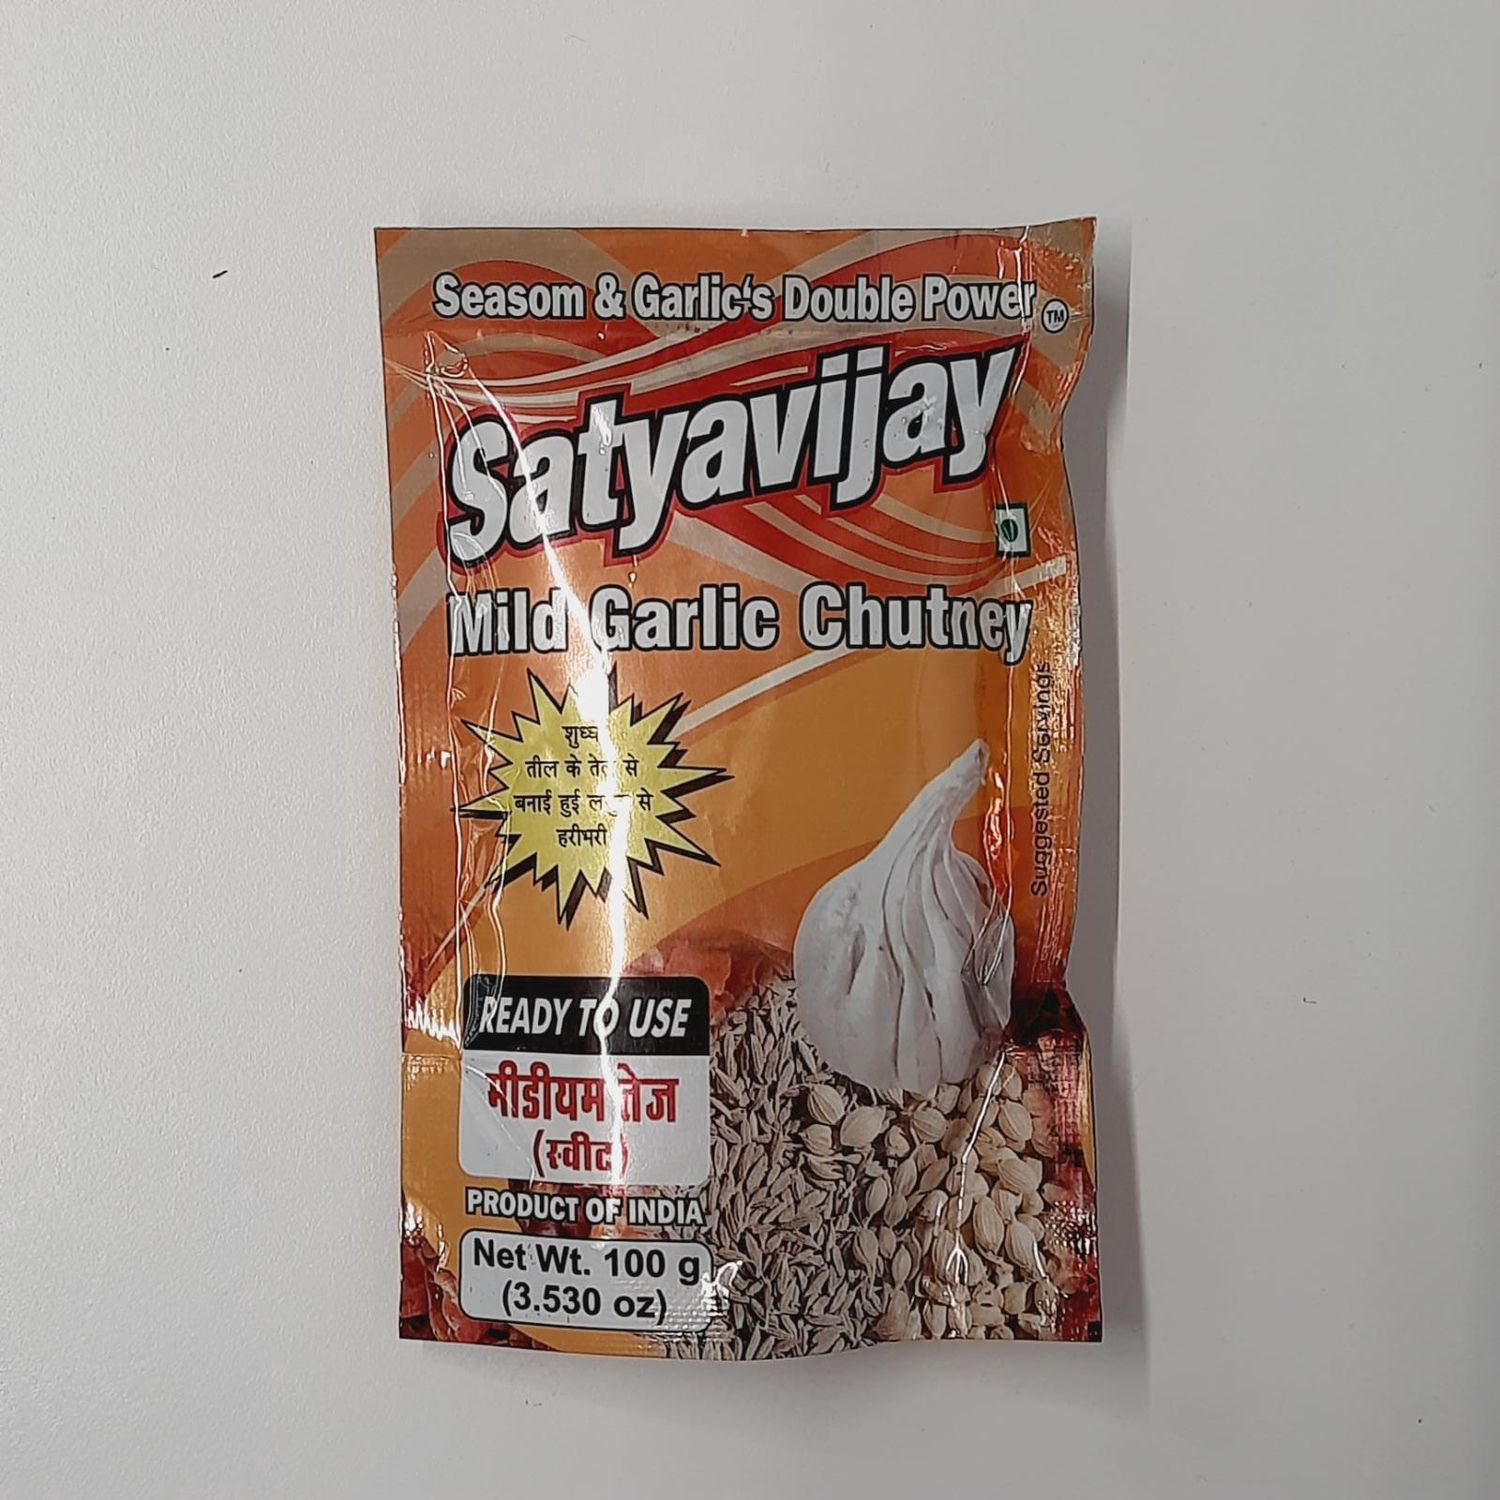 Seasom & Garlic‘s Double Power
TM
Satyavijay
Mild Garlic Chutney
शुध्ध
तील के से
बनाई हुई से
हरीभरी
Suggested Servings
READY TO USE
मीडीयम तेज
(स्वीट)
PRODUCT OF INDIA
Net Wt. 100 g
(3.530 oz)